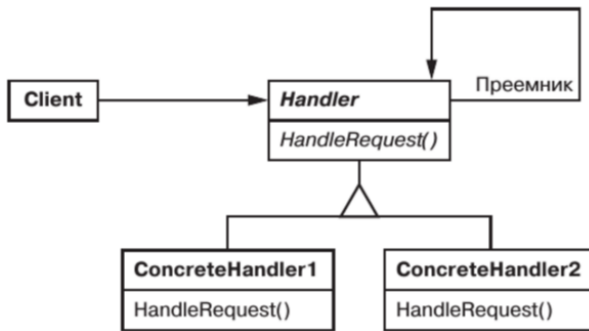 Client
Handler
Преемник
HandleRequest()
ConcreteHandler1
ConcreteHandler2
HandleRequest()
HandleRequest()